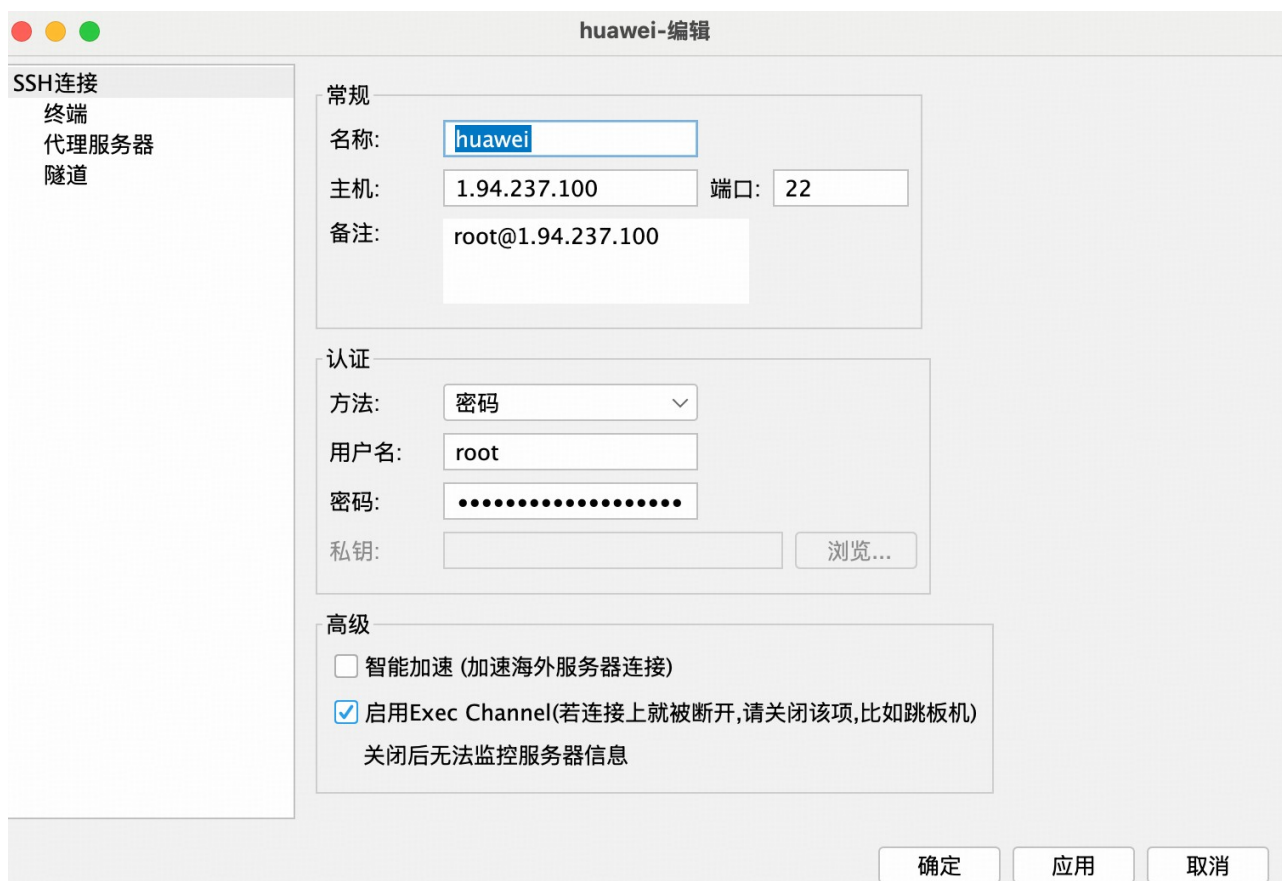 huawei-编辑
SSH连接
终端
代理服务器
隧道
常规
名称: huawei
主机: 1.94.237.100 端口: 22
备注: root@1.94.237.100
认证
方法: 密码
用户名: root
密码: •••••••••••••••••••
私钥: 浏览...
高级
智能加速 (加速海外服务器连接)
启用Exec Channel(若连接上就被断开,请关闭该项,比如跳板机)
关闭后无法监控服务器信息
确定 应用 取消